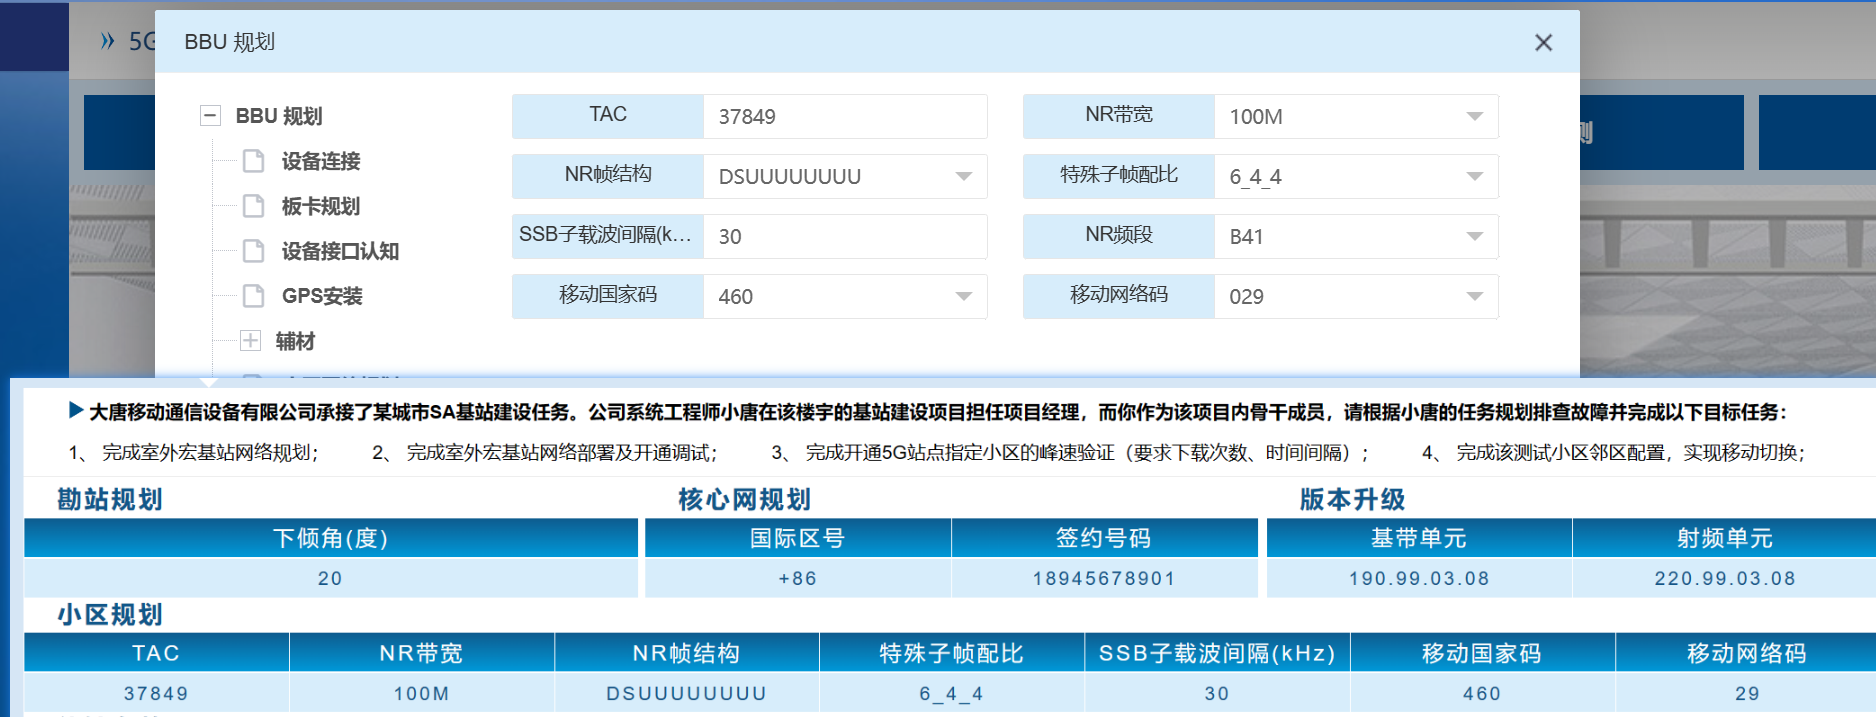 5G
BBU 规划
BBU 规划
设备连接
板卡规划
设备接口认知
GPS安装
辅材
TAC 37849 NR带宽 100M
NR帧结构 DSUUUUUUUU 特殊子帧配比 6_4_4
SSB子载波间隔(k... 30 NR频段 B41
移动国家码 460 移动网络码 029
大唐移动通信设备有限公司承接了某城市SA基站建设任务。公司系统工程师小唐在该楼宇的基站建设项目担任项目经理，而你作为该项目内骨干成员，请根据小唐的任务规划排查故障并完成以下目标任务：
1、 完成室外宏基站网络规划； 2、 完成室外宏基站网络部署及开通调试； 3、 完成开通5G站点指定小区的峰速验证（要求下载次数、时间间隔）； 4、 完成该测试小区邻区配置，实现移动切换；
勘站规划 核心网规划 版本升级
下倾角(度) 国际区号 签约号码 基带单元 射频单元
20 +86 18945678901 190.99.03.08 220.99.03.08
小区规划
TAC NR带宽 NR帧结构 特殊子帧配比 SSB子载波间隔(kHz) 移动国家码 移动网络码
37849 100M DSUUUUUUUU 6_4_4 30 460 29